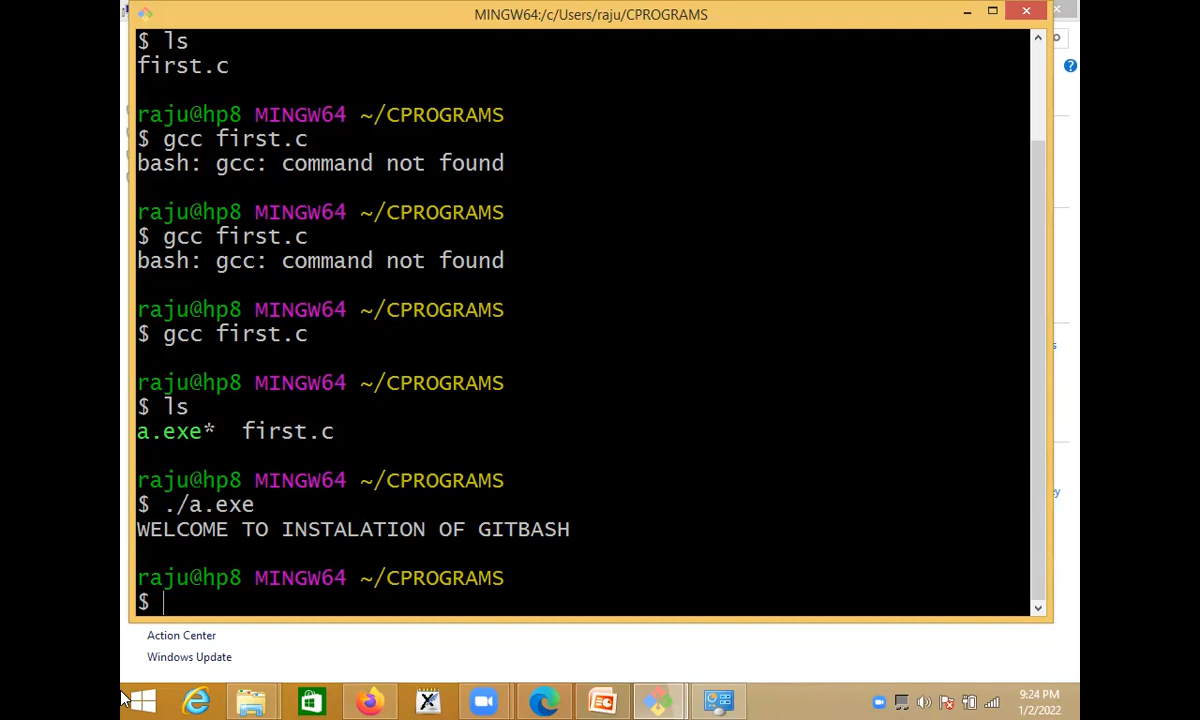 MINGW64:/c/Users/raju/CPROGRAMS
$ ls
first.c
raju@hp8 MINGW64 ~/CPROGRAMS
$ gcc first.c
bash: gcc: command not found
raju@hp8 MINGW64 ~/CPROGRAMS
$ gcc first.c
bash: gcc: command not found
raju@hp8 MINGW64 ~/CPROGRAMS
$ gcc first.c
raju@hp8 MINGW64 ~/CPROGRAMS
$ ls
a.exe* first.c
raju@hp8 MINGW64 ~/CPROGRAMS
$ ./a.exe
WELCOME TO INSTALATION OF GITBASH
raju@hp8 MINGW64 ~/CPROGRAMS
$
Action Center
Windows Update
9:24 PM
1/2/2022